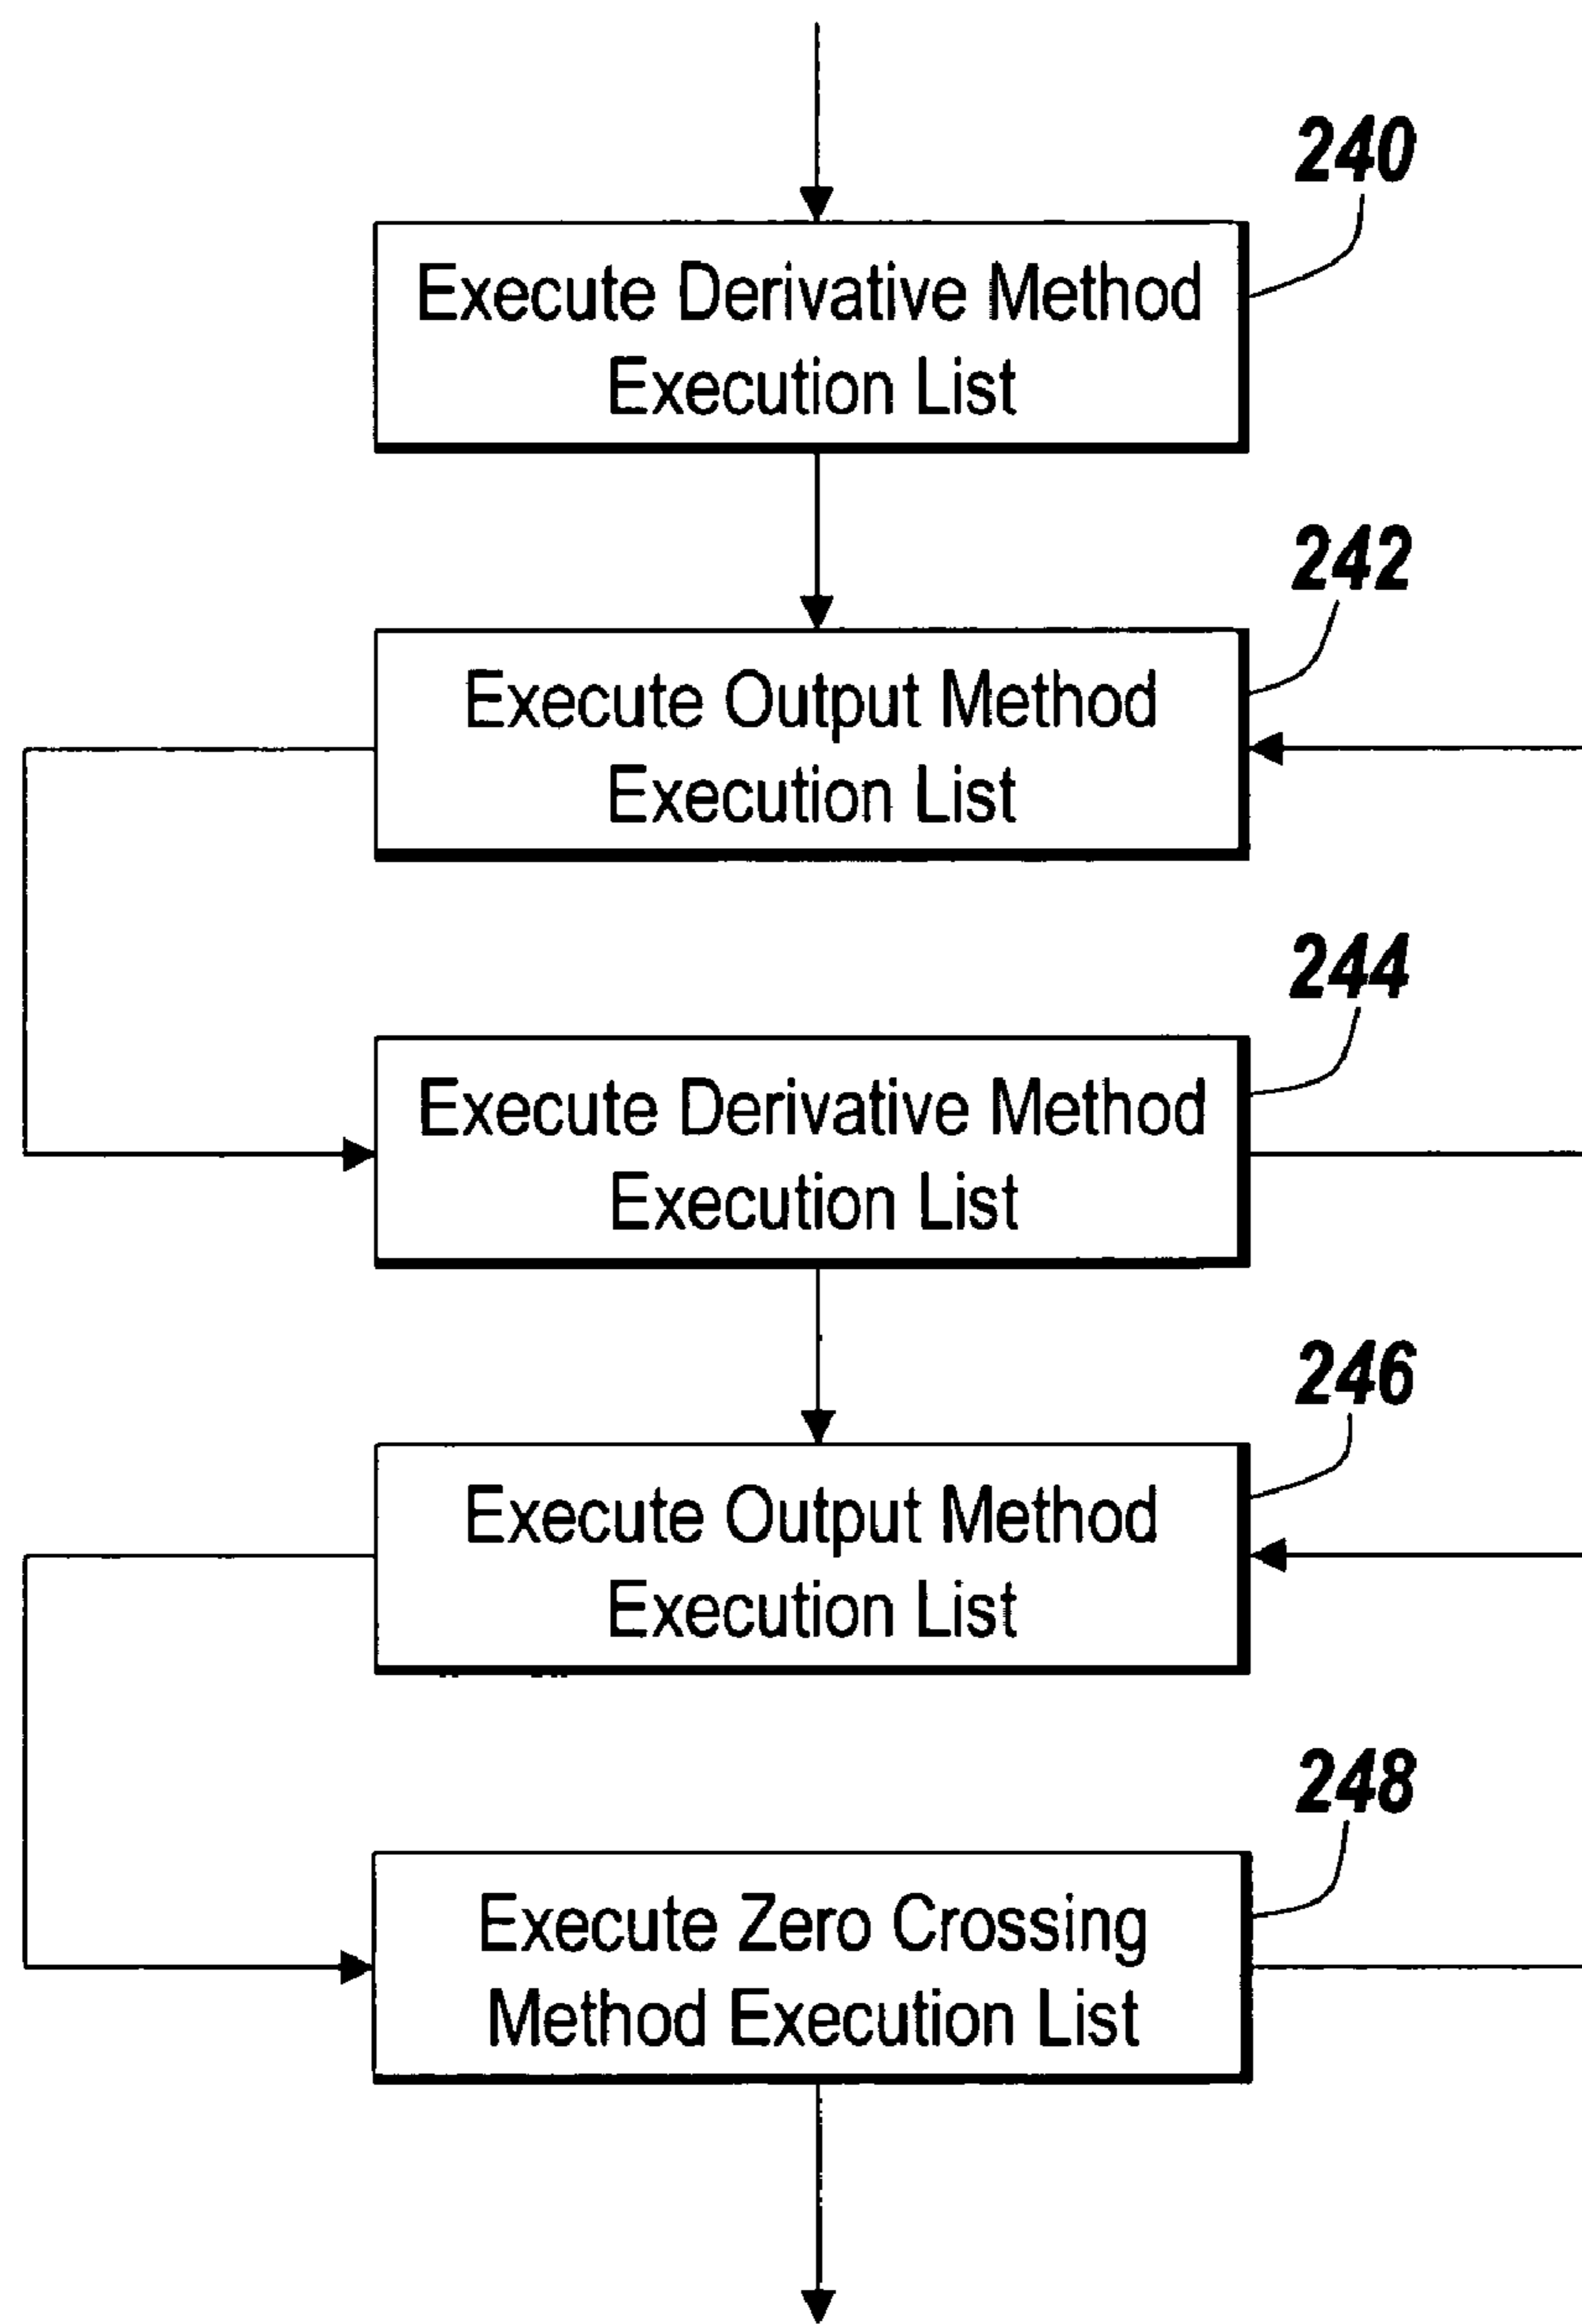 240
Execute Derivative Method
Execution List
242
Execute Output Method
Execution List
244
Execute Derivative Method
Execution List
246
Execute Output Method
Execution List
248
Execute Zero Crossing
Method Execution List